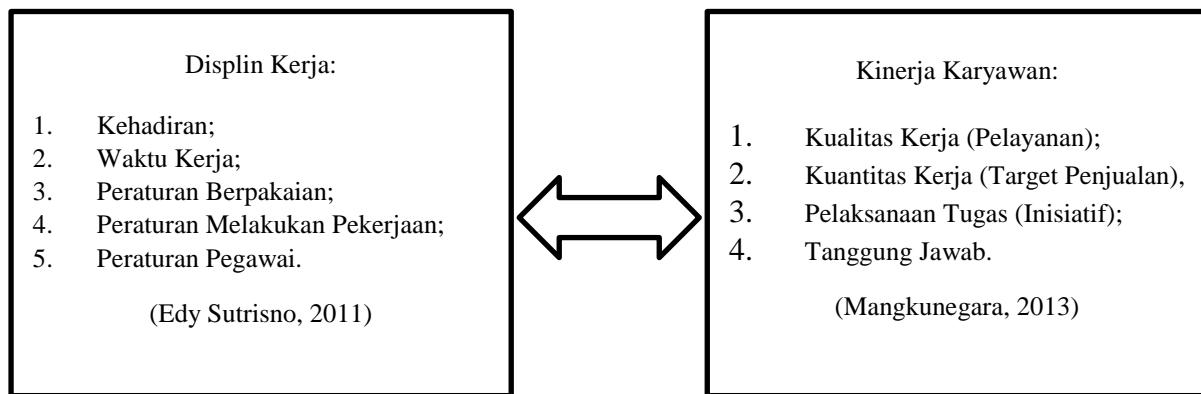 Displin Kerja:
1. Kehadiran;
2. Waktu Kerja;
3. Peraturan Berpakaian;
4. Peraturan Melakukan Pekerjaan;
5. Peraturan Pegawai.
(Edy Sutrisno, 2011)
Kinerja Karyawan:
1. Kualitas Kerja (Pelayanan);
2. Kuantitas Kerja (Target Penjualan),
3. Pelaksanaan Tugas (Inisiatif);
4. Tanggung Jawab.
(Mangkunegara, 2013)